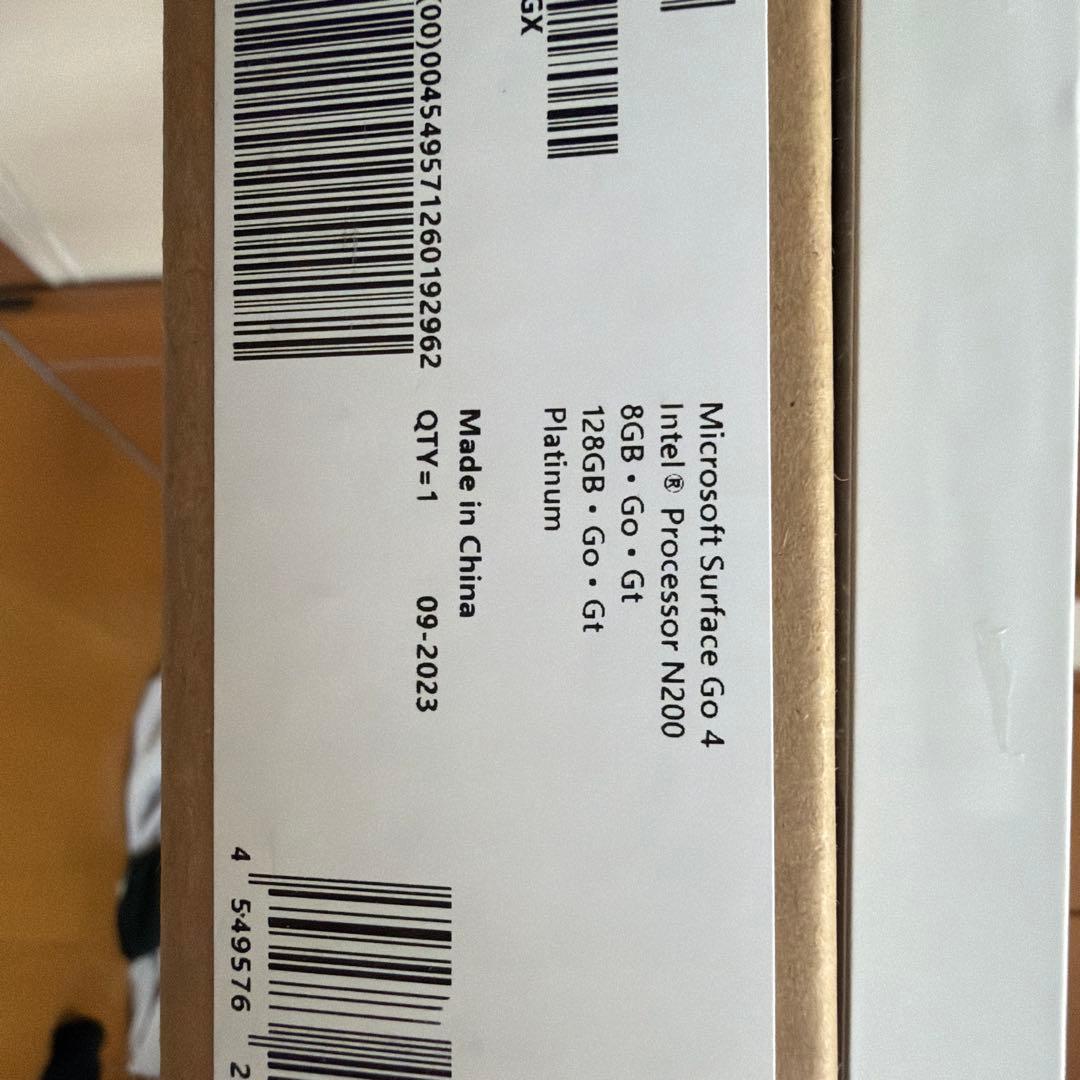 Microsoft Surface Go 4
Intel® Processor N200
8GB • Go • Gt
128GB • Go • Gt
Platinum
GX
Made in China
QTY=1 09-2023
(00)004549571260192962
4 549576 2